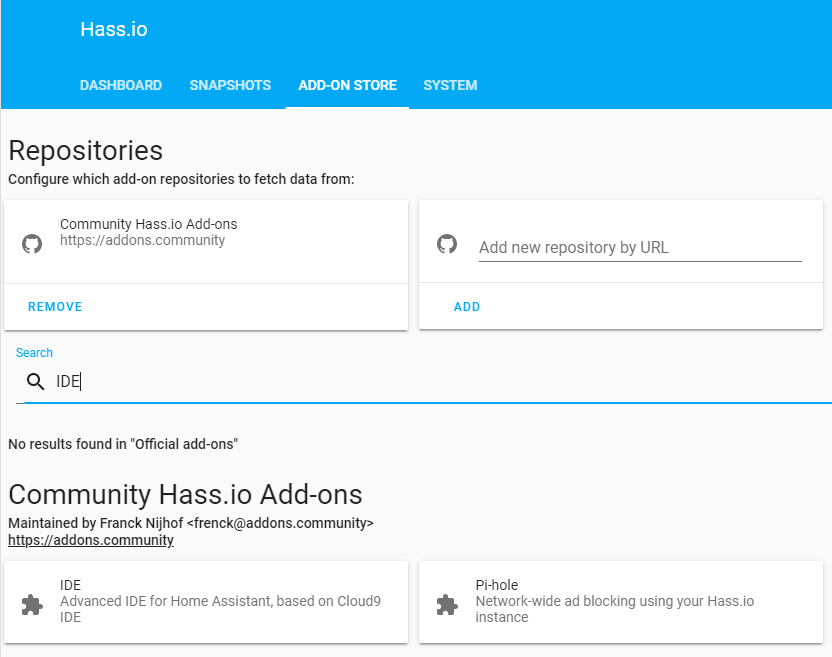 Hass.io
DASHBOARD SNAPSHOTS ADD-ON STORE SYSTEM
Repositories
Configure which add-on repositories to fetch data from:
Community Hass.io Add-ons
https://addons.community
REMOVE
Add new repository by URL
ADD
Search
IDE
No results found in "Official add-ons"
Community Hass.io Add-ons
Maintained by Franck Nijhof <frenck@addons.community>
https://addons.community
IDE
Advanced IDE for Home Assistant, based on Cloud9
IDE
Pi-hole
Network-wide ad blocking using your Hass.io
instance